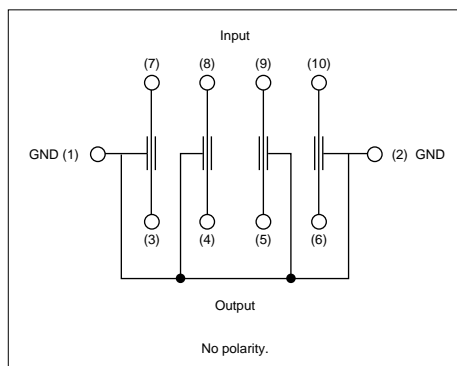 Input
(7) (8) (9) (10)
GND (1) (2) GND
(3) (4) (5) (6)
Output
No polarity.